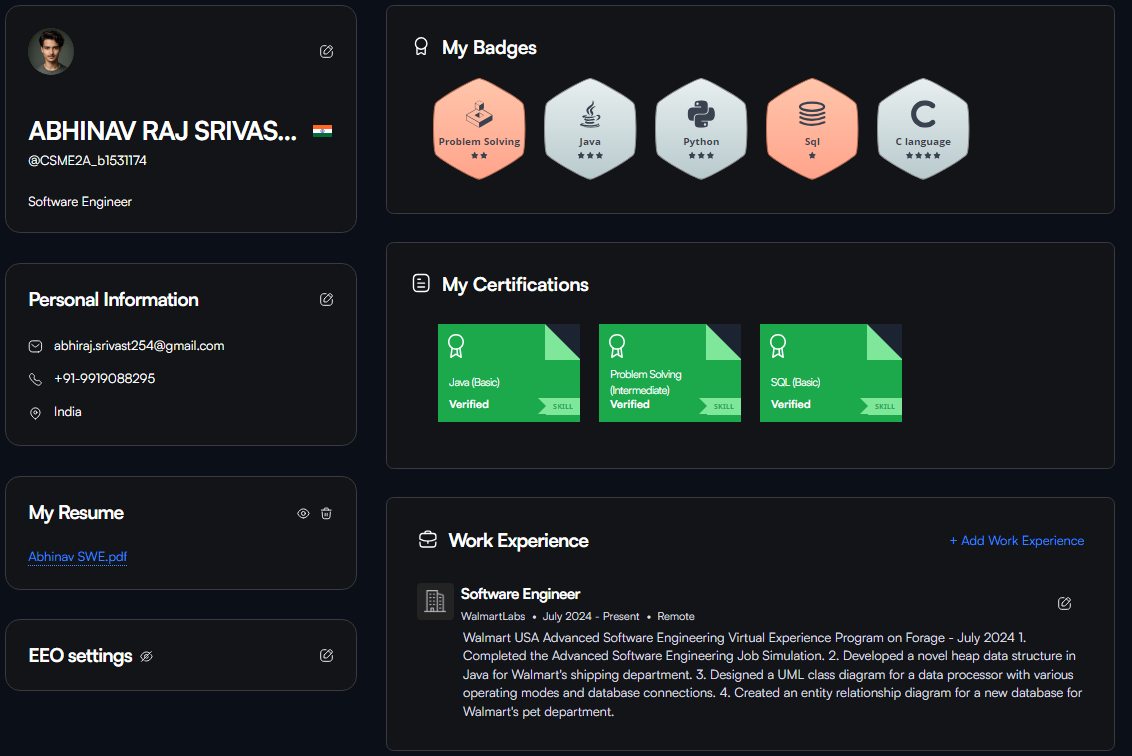 ABHINAV RAJ SRIVAS...
@CSME2A_b1531174
Software Engineer
Personal Information
abhiraj.srivast254@gmail.com
+91-9919088295
India
My Resume
Abhinav SWE.pdf
EEO settings
My Badges
Problem Solving
Java
Python
Sql
C language
My Certifications
Java (Basic)
Verified
SKILL
Problem Solving
(Intermediate)
Verified
SKILL
SQL (Basic)
Verified
SKILL
Work Experience
+ Add Work Experience
Software Engineer
WalmartLabs • July 2024 - Present • Remote
Walmart USA Advanced Software Engineering Virtual Experience Program on Forage - July 2024 1.
Completed the Advanced Software Engineering Job Simulation. 2. Developed a novel heap data structure in
Java for Walmart's shipping department. 3. Designed a UML class diagram for a data processor with various
operating modes and database connections. 4. Created an entity relationship diagram for a new database for
Walmart's pet department.